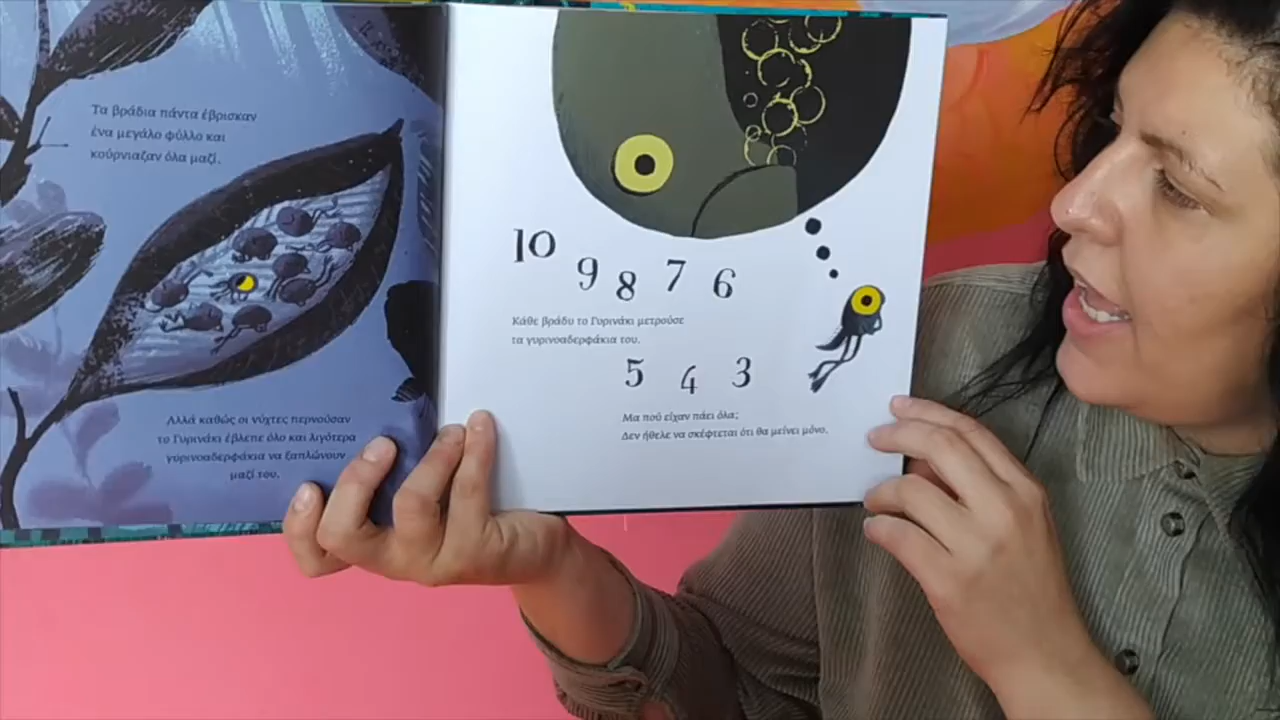 Τα βράδια πάντα έβρισκαν
ένα μεγάλο φύλλο και
κούρνιαζαν όλα μαζί.
Αλλά καθώς οι νύχτες περνούσαν
το Γυρινάκι έβλεπε όλο και λιγότερα
γυρινοαδερφάκια να ξαπλώνουν
μαζί του.
10 9 8 7 6
Κάθε βράδυ το Γυρινάκι μετρούσε
τα γυρινοαδερφάκια του.
5 4 3
Μα πού είχαν πάει όλα;
Δεν ήθελε να σκέφτεται ότι θα μείνει μόνο.